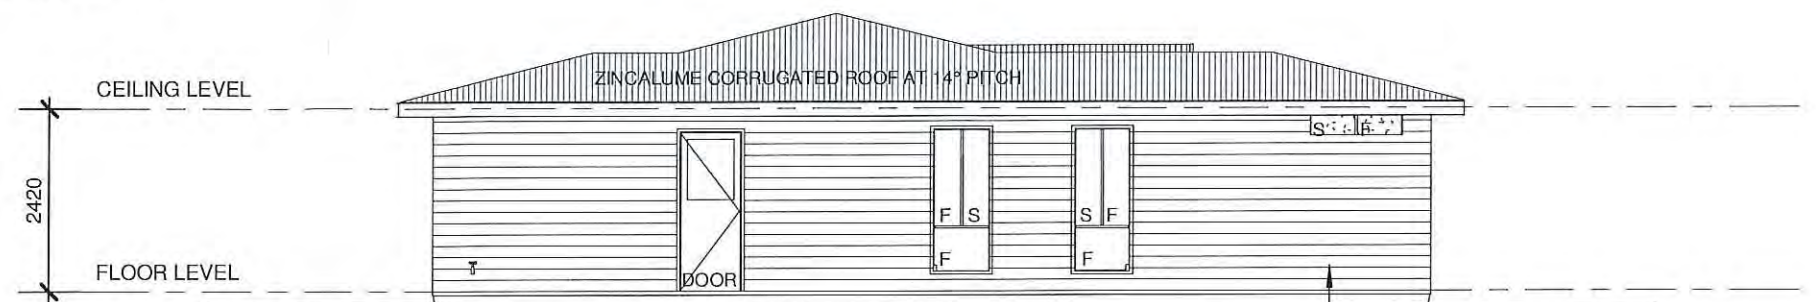 ZINCALUME CORRUGATED ROOF AT 14° PITCH
CEILING LEVEL
S F
2420
F S
S F
F
F
FLOOR LEVEL
DOOR